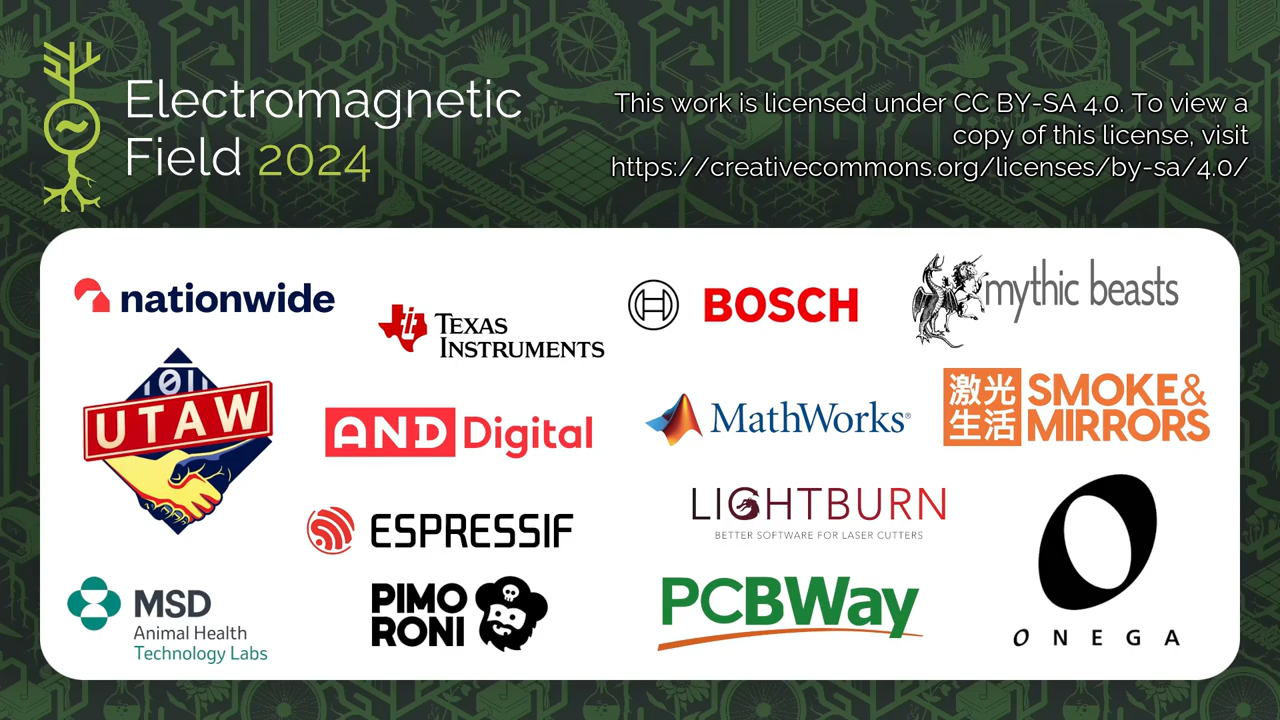 Electromagnetic
Field 2024
This work is licensed under CC BY-SA 4.0. To view a
copy of this license, visit
https://creativecommons.org/licenses/by-sa/4.0/
nationwide
TEXAS
INSTRUMENTS
BOSCH
mythic beasts
101
UTAW
AND Digital
MathWorks®
激光
生活
SMOKE&
MIRRORS
ESPRESSIF
LIGHTBURN
BETTER SOFTWARE FOR LASER CUTTERS
MSD
Animal Health
Technology Labs
PIMO
RONI
PCBWay
ONEGA